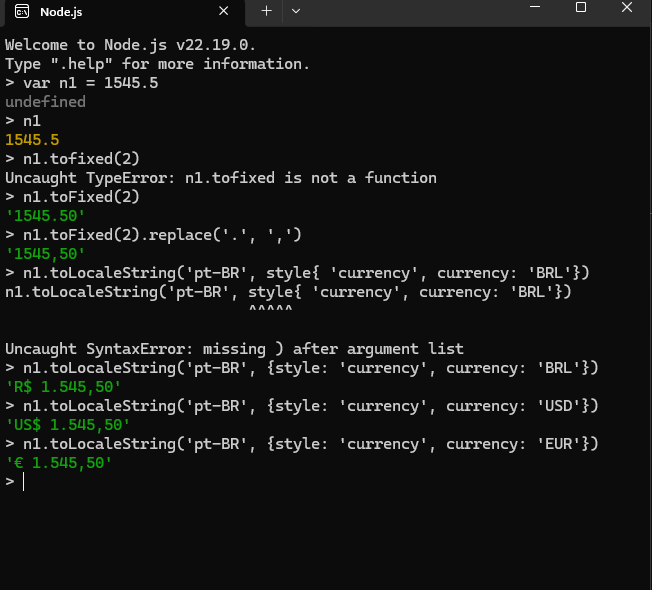 Node.js
Welcome to Node.js v22.19.0.
Type ".help" for more information.
> var n1 = 1545.5
undefined
> n1
1545.5
> n1.tofixed(2)
Uncaught TypeError: n1.tofixed is not a function
> n1.toFixed(2)
'1545.50'
> n1.toFixed(2).replace('.', ',')
'1545,50'
> n1.toLocaleString('pt-BR', style{ 'currency', currency: 'BRL'})
n1.toLocaleString('pt-BR', style{ 'currency', currency: 'BRL'})
                           ^^^^^
Uncaught SyntaxError: missing ) after argument list
> n1.toLocaleString('pt-BR', {style: 'currency', currency: 'BRL'})
'R$ 1.545,50'
> n1.toLocaleString('pt-BR', {style: 'currency', currency: 'USD'})
'US$ 1.545,50'
> n1.toLocaleString('pt-BR', {style: 'currency', currency: 'EUR'})
'€ 1.545,50'
>